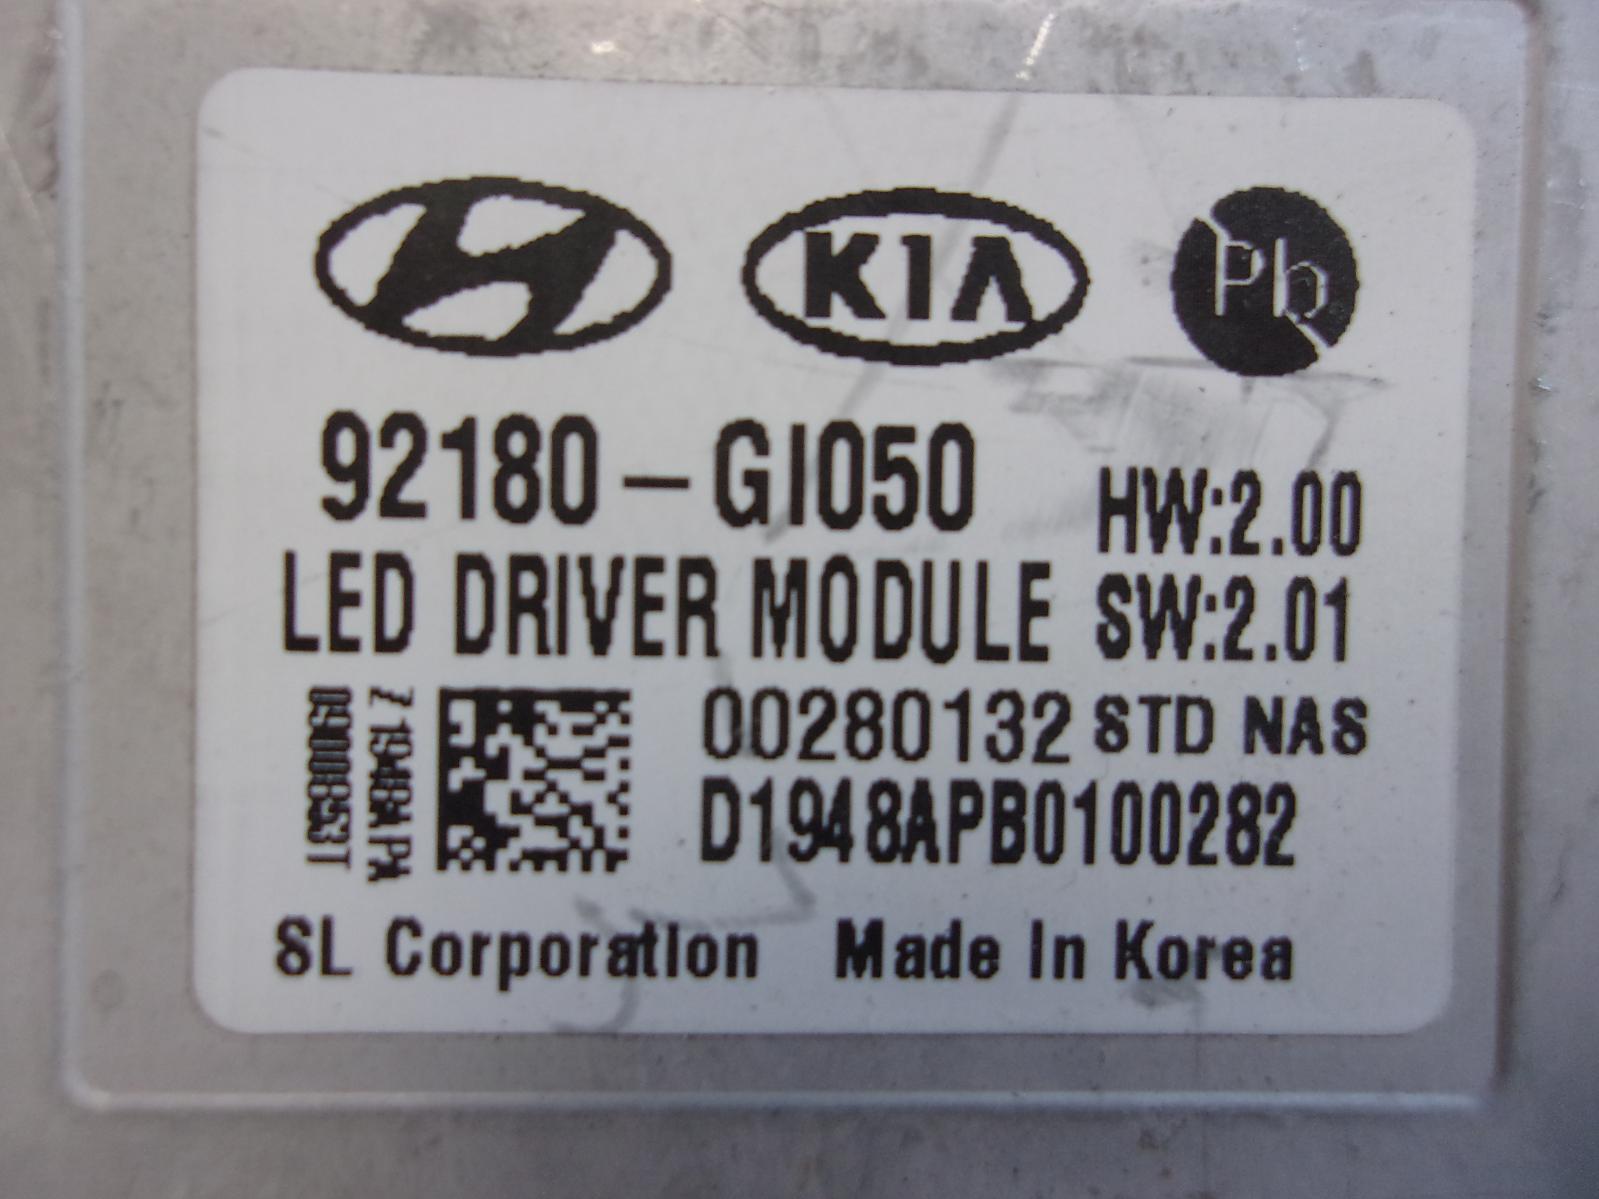 KIA
Pb
92180-GI050
HW:2.00
LED DRIVER MODULE
SW:2.01
00280132 STD NAS
D1948APB0100282
SL Corporation Made In Korea